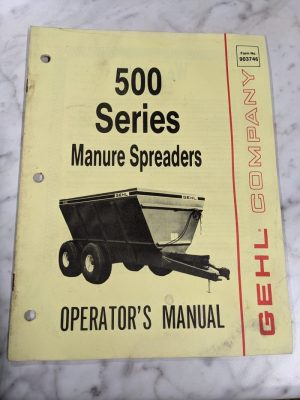 Form No.
903746
500
Series
Manure Spreaders
GEHL
OPERATOR'S MANUAL
GEHL COMPANY